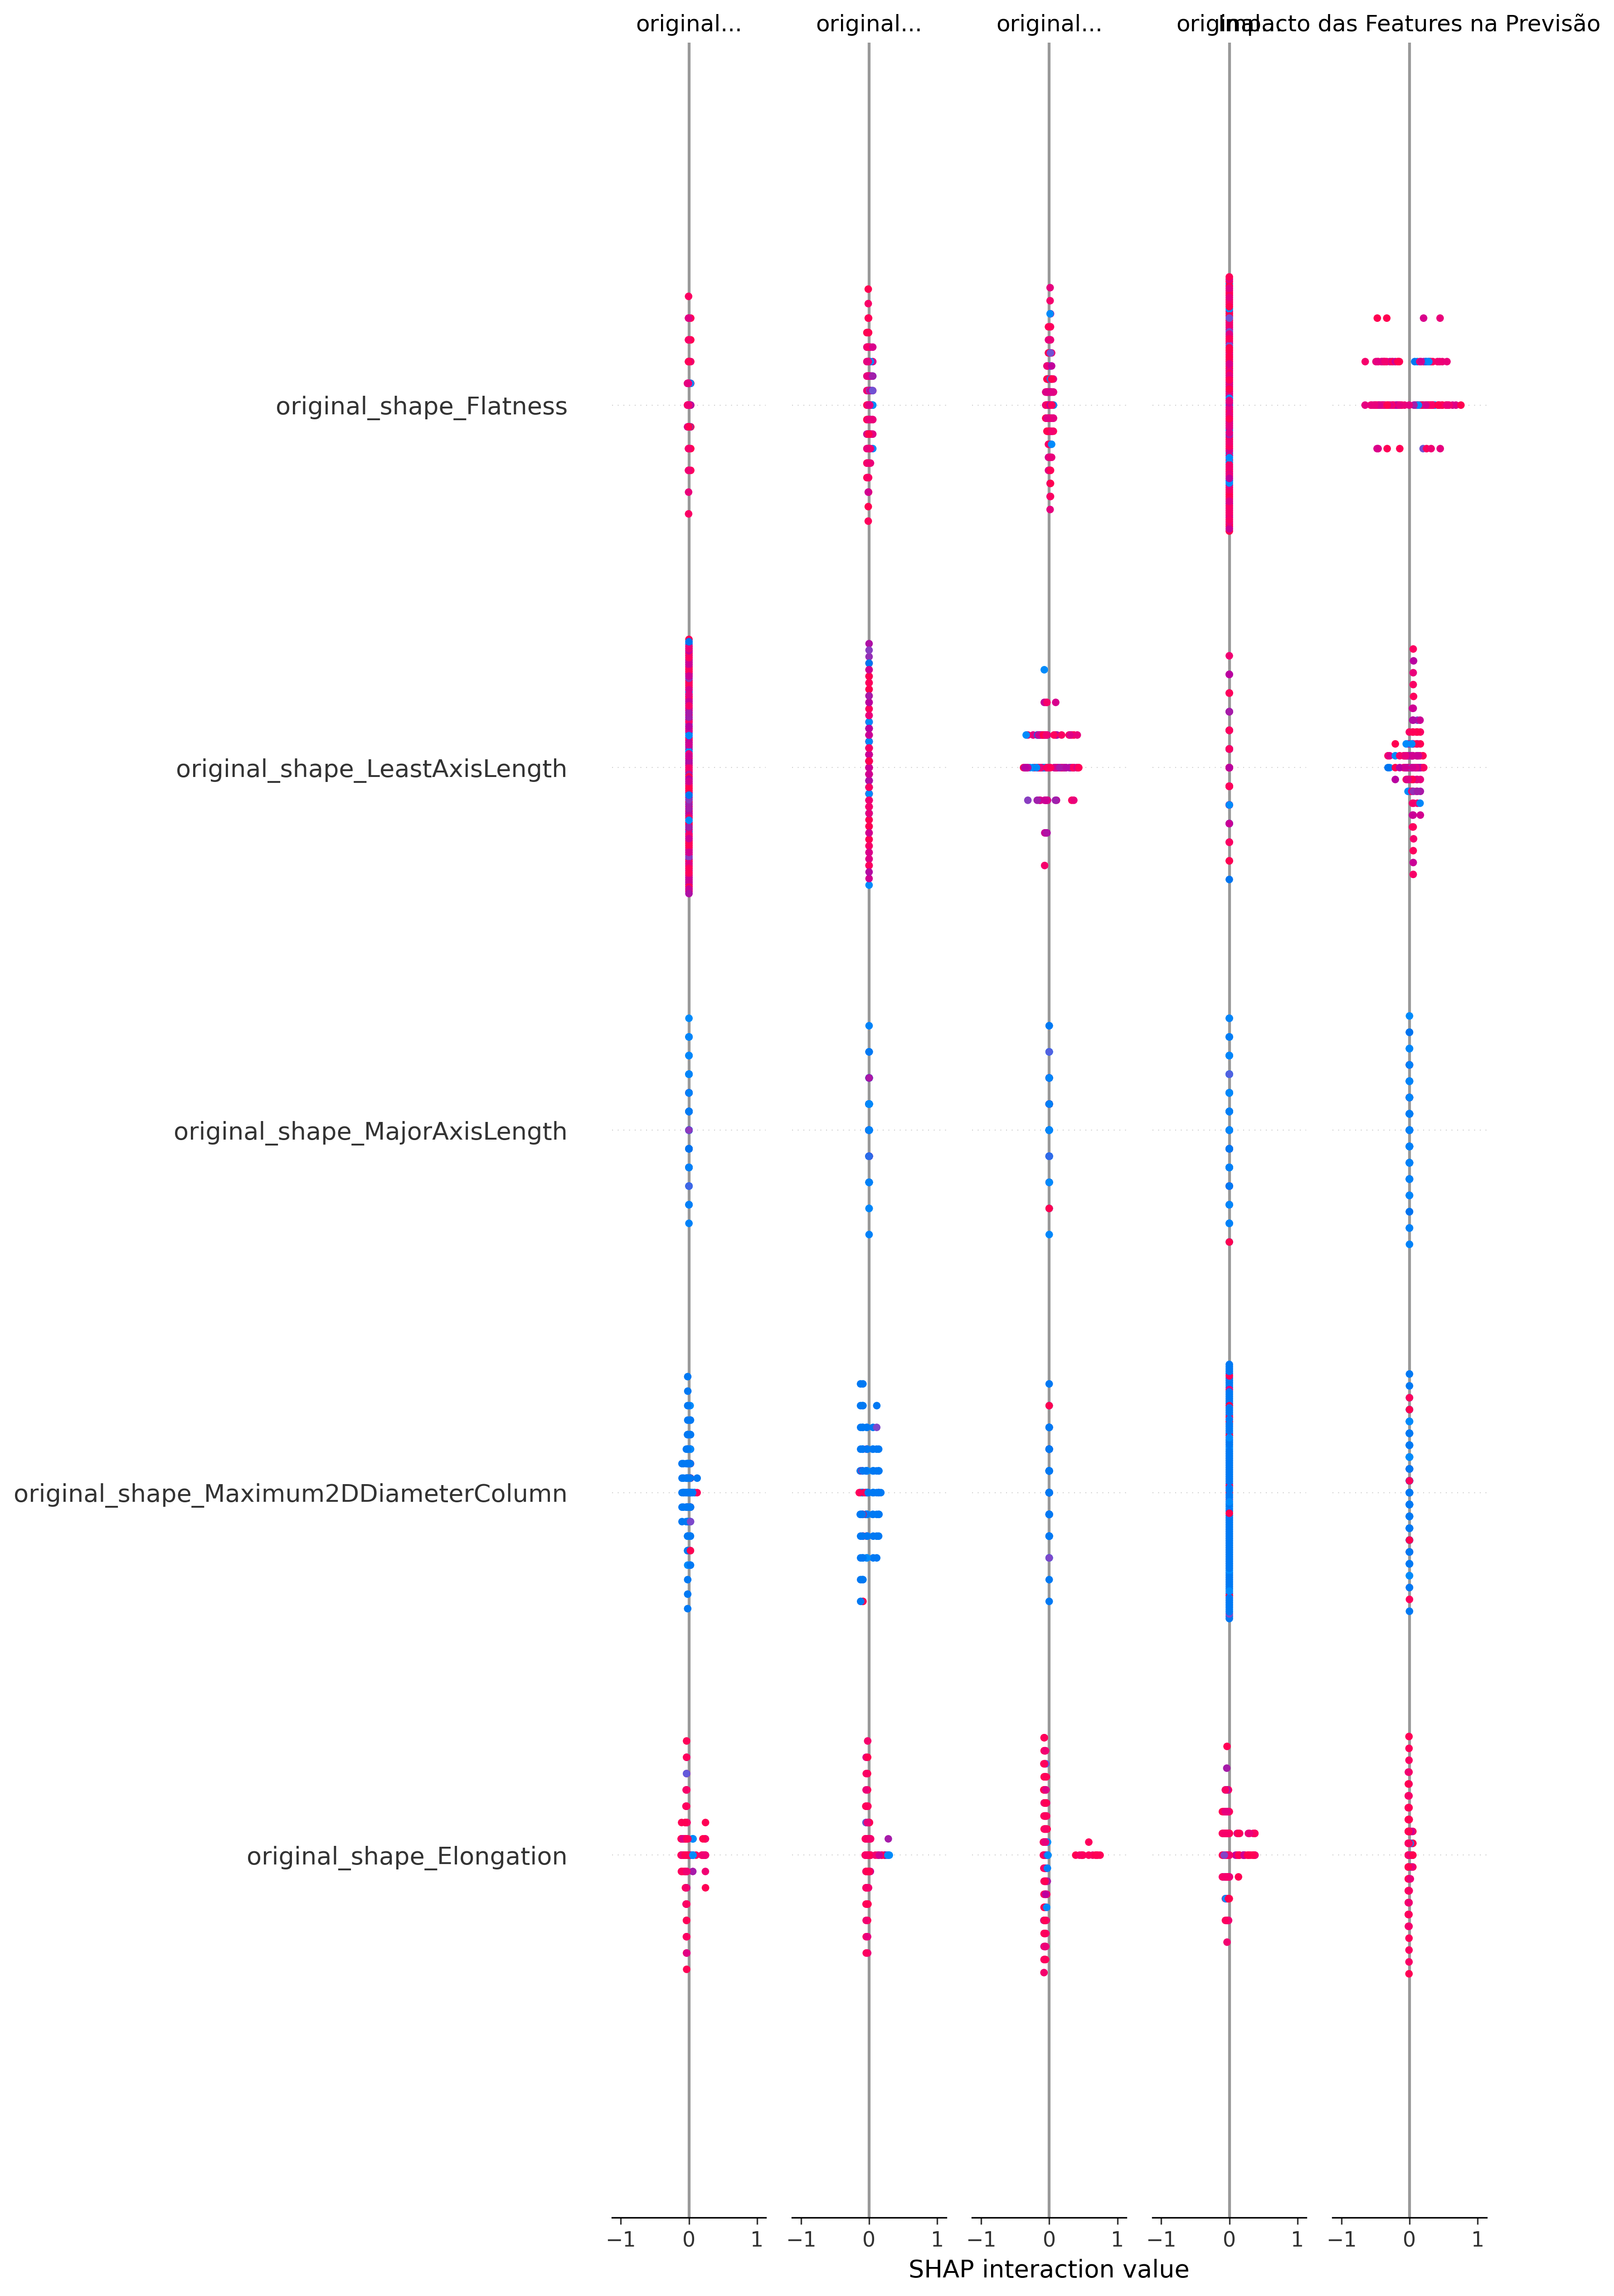 original...
original...
original...
original...
Impacto das Features na Previsão
original_shape_Flatness
original_shape_LeastAxisLength
original_shape_MajorAxisLength
original_shape_Maximum2DDiameterColumn
original_shape_Elongation
−1 0 1 −1 0 1 −1 0 1 −1 0 1 −1 0 1
SHAP interaction value